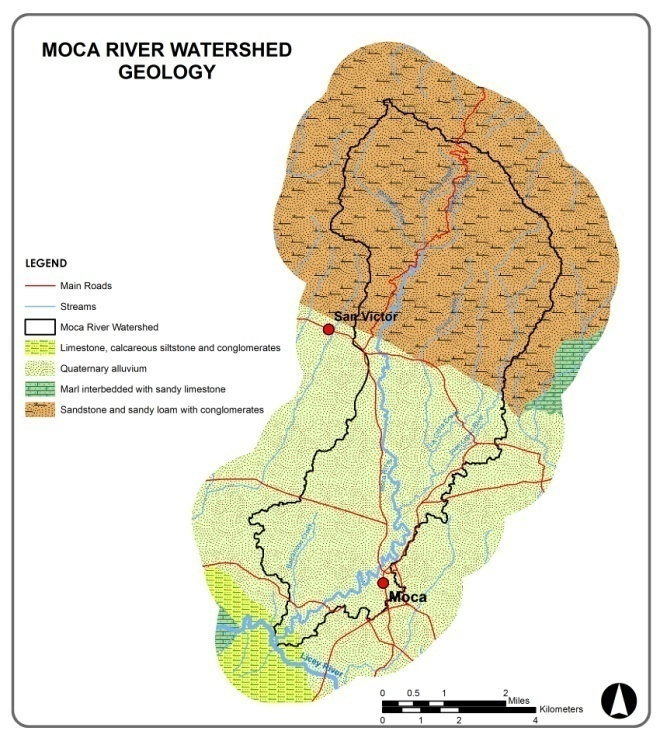 MOCA RIVER WATERSHED
GEOLOGY
LEGEND
Main Roads
Streams
Moca River Watershed
Limestone, calcareous siltstone and conglomerates
Quaternary alluvium
Marl interbedded with sandy limestone
Sandstone and sandy loam with conglomerates
San Victor
Moca
Licey River
0 0.5 1 2
Miles
Kilometers
0 1 2 4